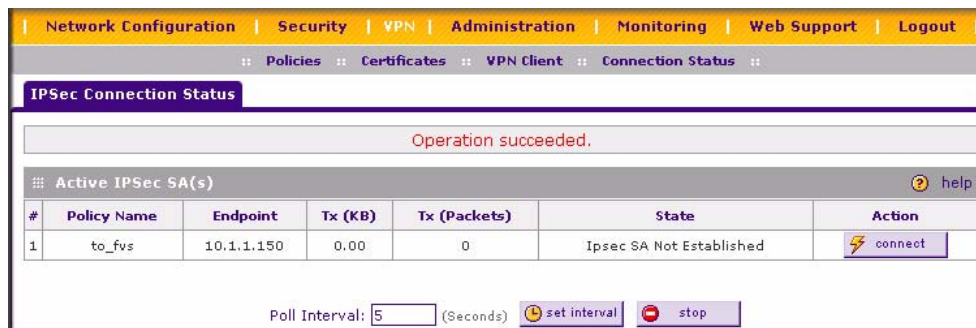 Network Configuration | Security | VPN | Administration | Monitoring | Web Support | Logout
:: Policies :: Certificates :: VPN Client :: Connection Status ::
IPSec Connection Status
Operation succeeded.
Active IPSec SA(s) ? help
# Policy Name Endpoint Tx (KB) Tx (Packets) State Action
1 to_fvs 10.1.1.150 0.00 0 Ipsec SA Not Established connect
Poll Interval: 5 (Seconds) set interval stop